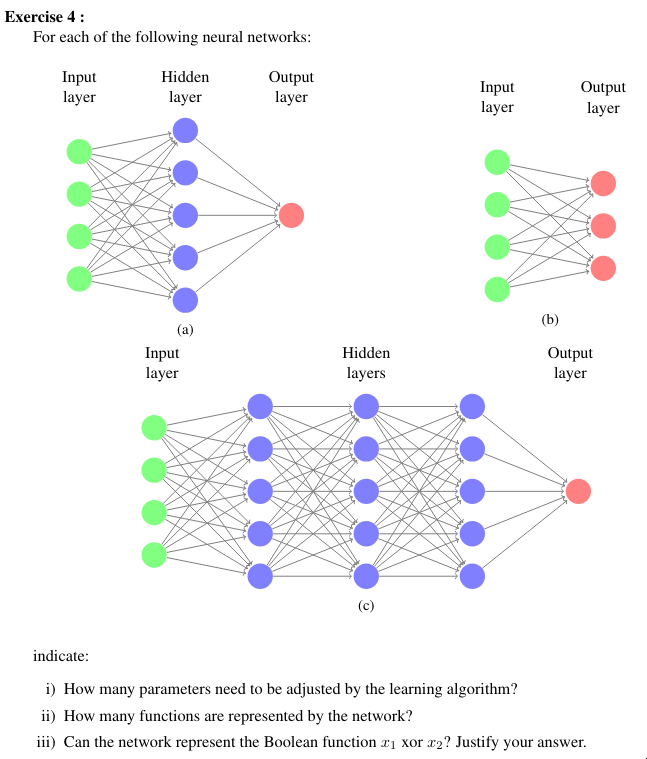 Exercise 4 :
For each of the following neural networks:
Input
layer
Hidden
layer
Output
layer
(a)
Input
layer
Output
layer
(b)
Input
layer
Hidden
layers
Output
layer
(c)
indicate:
i) How many parameters need to be adjusted by the learning algorithm?
ii) How many functions are represented by the network?
iii) Can the network represent the Boolean function x₁ xor x₂? Justify your answer.